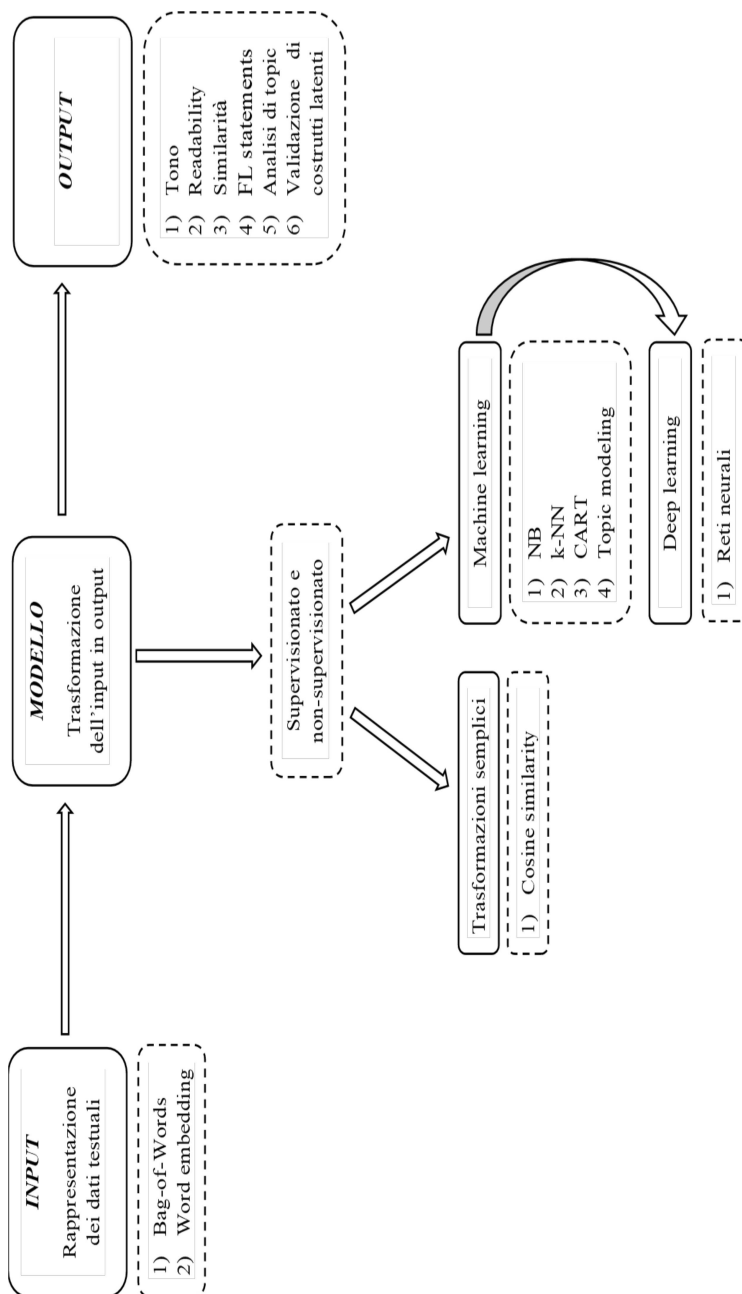 INPUT
Rappresentazione
dei dati testuali
1) Bag-of-Words
2) Word embedding
MODELLO
Trasformazione
dell'input in output
Supervisionato e
non-supervisionato
Trasformazioni semplici
1) Cosine similarity
Machine learning
1) NB
2) k-NN
3) CART
4) Topic modeling
Deep learning
1) Reti neurali
OUTPUT
1) Tono
2) Readability
3) Similarità
4) FL statements
5) Analisi di topic
6) Validazione di
costrutti latenti